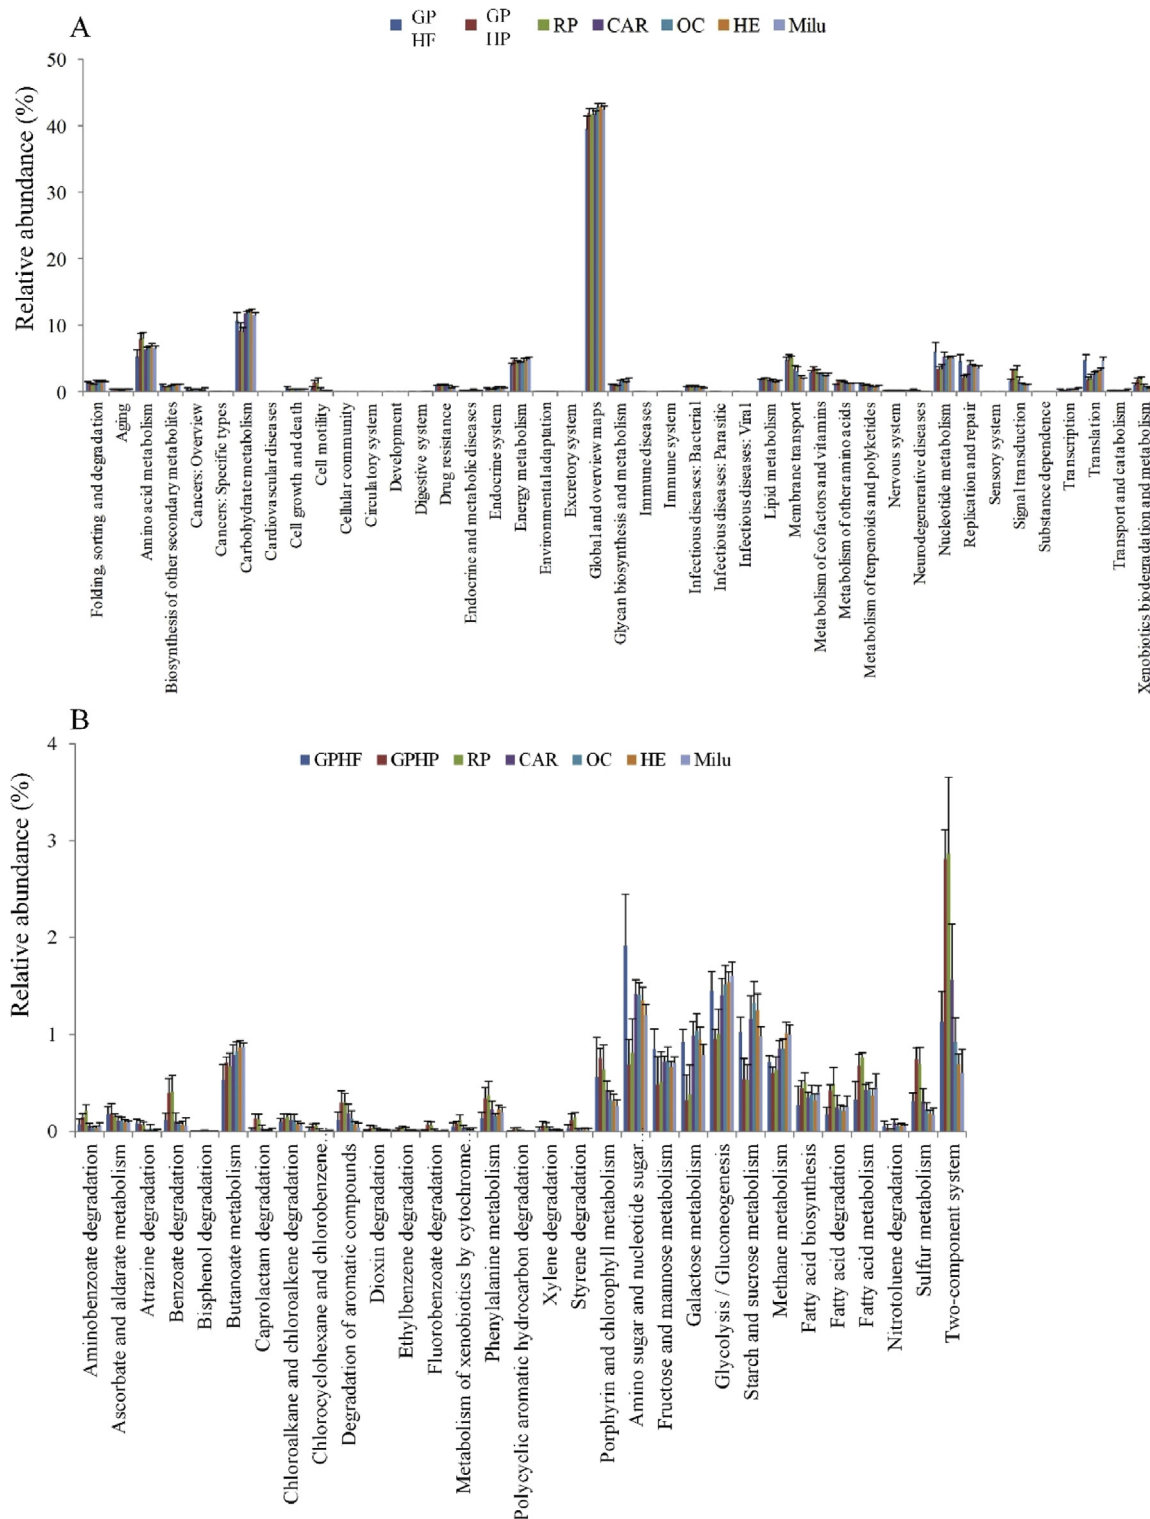 A
GP HF GP HP RP CAR OC HE Milu
Relative abundance (%)
50
40
30
20
10
0
Folding, sorting and degradation
Aging
Amino acid metabolism
Biosynthesis of other secondary metabolites
Cancers: Overview
Cancers: Specific types
Carbohydrate metabolism
Cardiovascular diseases
Cell growth and death
Cell motility
Cellular community
Circulatory system
Development
Digestive system
Drug resistance
Endocrine and metabolic diseases
Endocrine system
Energy metabolism
Environmental adaptation
Excretory system
Global and overview maps
Glycan biosynthesis and metabolism
Immune diseases
Immune system
Infectious diseases: Bacterial
Infectious diseases: Parasitic
Infectious diseases: Viral
Lipid metabolism
Membrane transport
Metabolism of cofactors and vitamins
Metabolism of other amino acids
Metabolism of terpenoids and polyketides
Nervous system
Neurodegenerative diseases
Nucleotide metabolism
Replication and repair
Sensory system
Signal transduction
Substance dependence
Transcription
Translation
Transport and catabolism
Xenobiotics biodegradation and metabolism
B
GPHF GPHP RP CAR OC HE Milu
Relative abundance (%)
4
3
2
1
0
Aminobenzoate degradation
Ascorbate and aldarate metabolism
Atrazine degradation
Benzoate degradation
Bisphenol degradation
Butanoate metabolism
Caprolactam degradation
Chloroalkane and chloroalkene degradation
Chlorocyclohexane and chlorobenzene…
Degradation of aromatic compounds
Dioxin degradation
Ethylbenzene degradation
Fluorobenzoate degradation
Metabolism of xenobiotics by cytochrome…
Phenylalanine metabolism
Polycyclic aromatic hydrocarbon degradation
Xylene degradation
Styrene degradation
Porphyrin and chlorophyll metabolism
Amino sugar and nucleotide sugar…
Fructose and mannose metabolism
Galactose metabolism
Glycolysis / Gluconeogenesis
Starch and sucrose metabolism
Methane metabolism
Fatty acid biosynthesis
Fatty acid degradation
Fatty acid metabolism
Nitrotoluene degradation
Sulfur metabolism
Two-component system